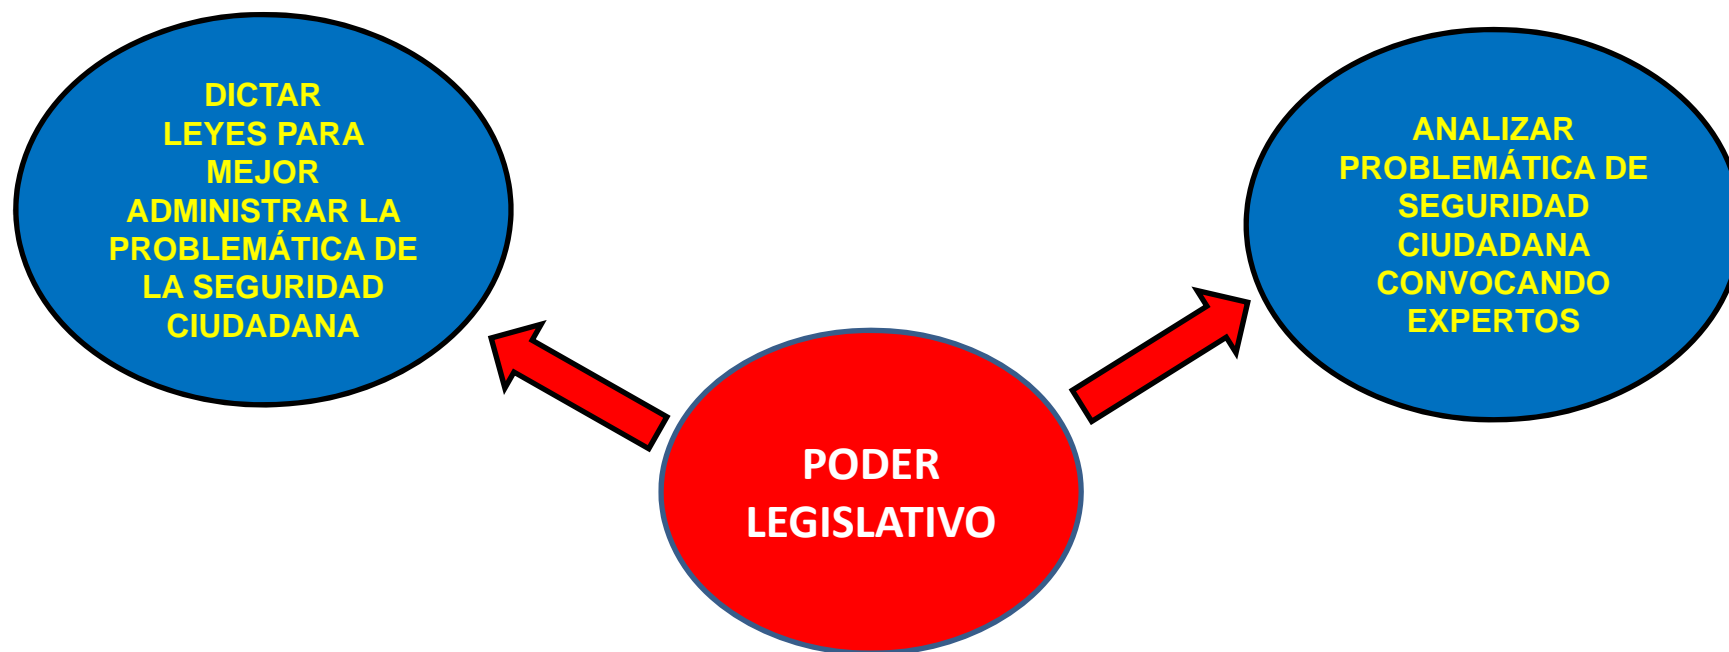 DICTAR
LEYES PARA
MEJOR
ADMINISTRAR LA
PROBLEMÁTICA DE
LA SEGURIDAD
CIUDADANA
ANALIZAR
PROBLEMÁTICA DE
SEGURIDAD
CIUDADANA
CONVOCANDO
EXPERTOS
PODER
LEGISLATIVO